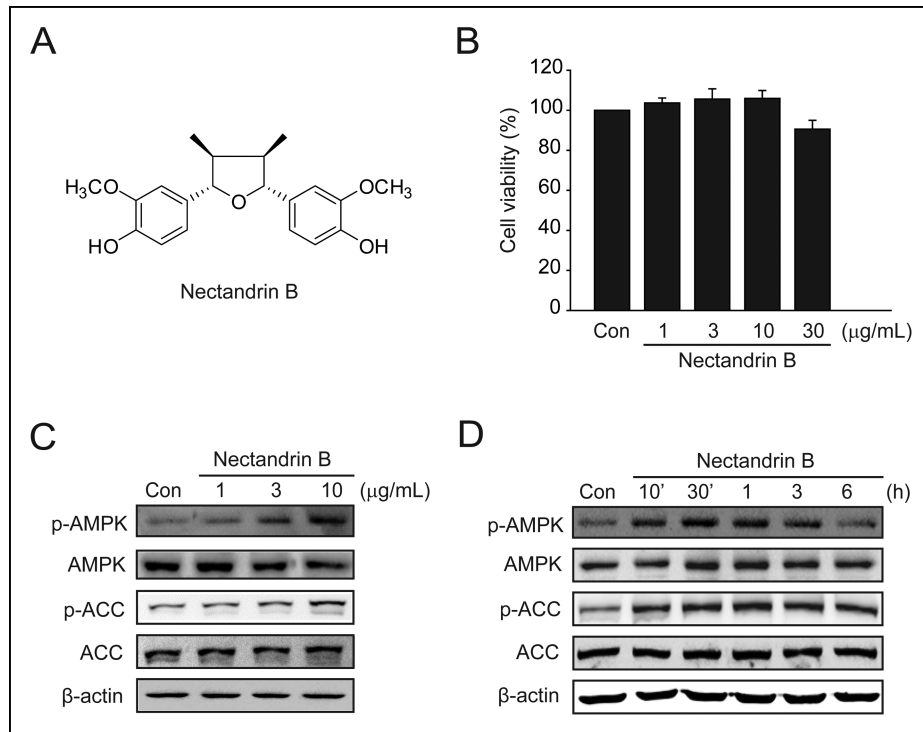 A
H3CO
O
OCH3
HO
OH
Nectandrin B
B
Cell viability (%)
120
100
80
60
40
20
0
Con 1 3 10 30 (μg/mL)
Nectandrin B
C
Nectandrin B
Con 1 3 10 (μg/mL)
p-AMPK
AMPK
p-ACC
ACC
β-actin
D
Nectandrin B
Con 10’ 30’ 1 3 6 (h)
p-AMPK
AMPK
p-ACC
ACC
β-actin